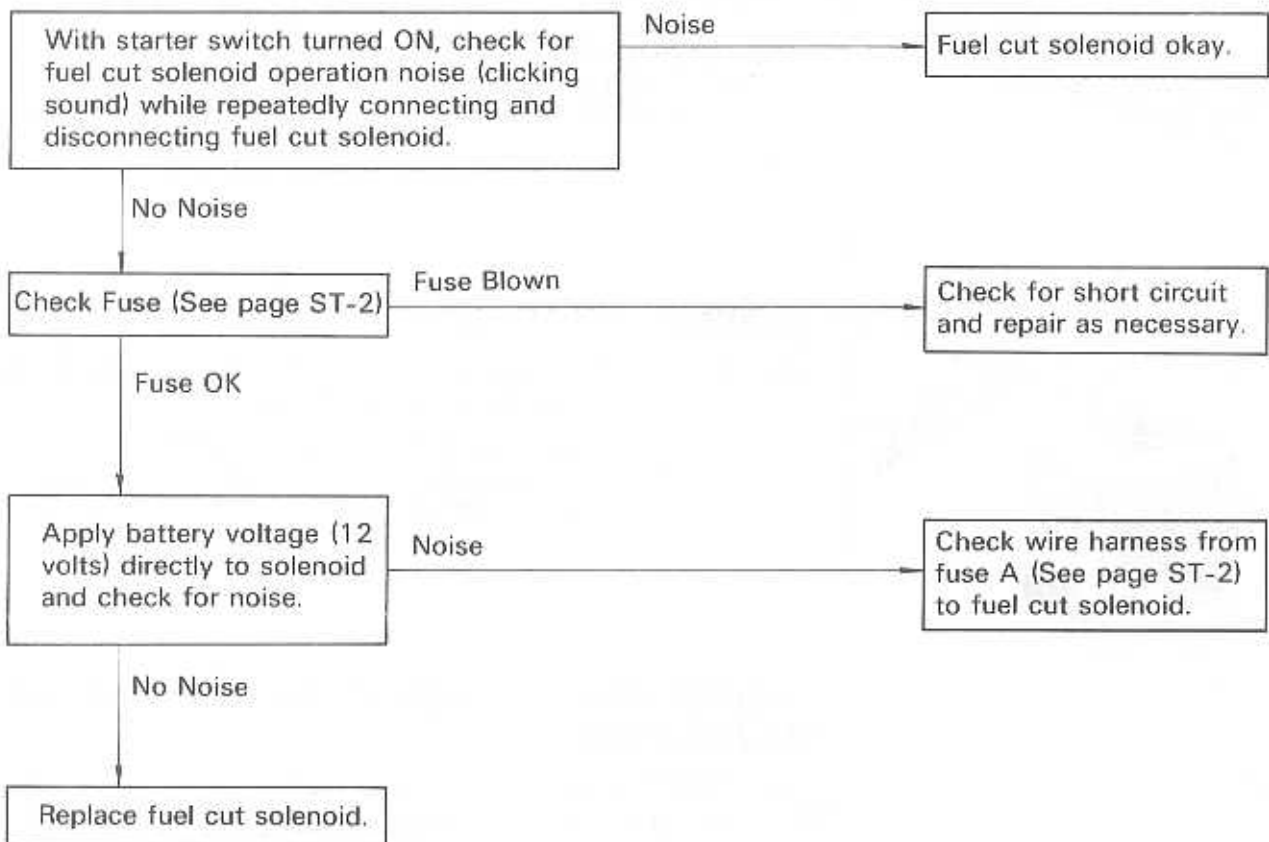 With starter switch turned ON, check for
fuel cut solenoid operation noise (clicking
sound) while repeatedly connecting and
disconnecting fuel cut solenoid.
Noise
Fuel cut solenoid okay.
No Noise
Check Fuse (See page ST-2)
Fuse Blown
Check for short circuit
and repair as necessary.
Fuse OK
Apply battery voltage (12
volts) directly to solenoid
and check for noise.
Noise
Check wire harness from
fuse A (See page ST-2)
to fuel cut solenoid.
No Noise
Replace fuel cut solenoid.